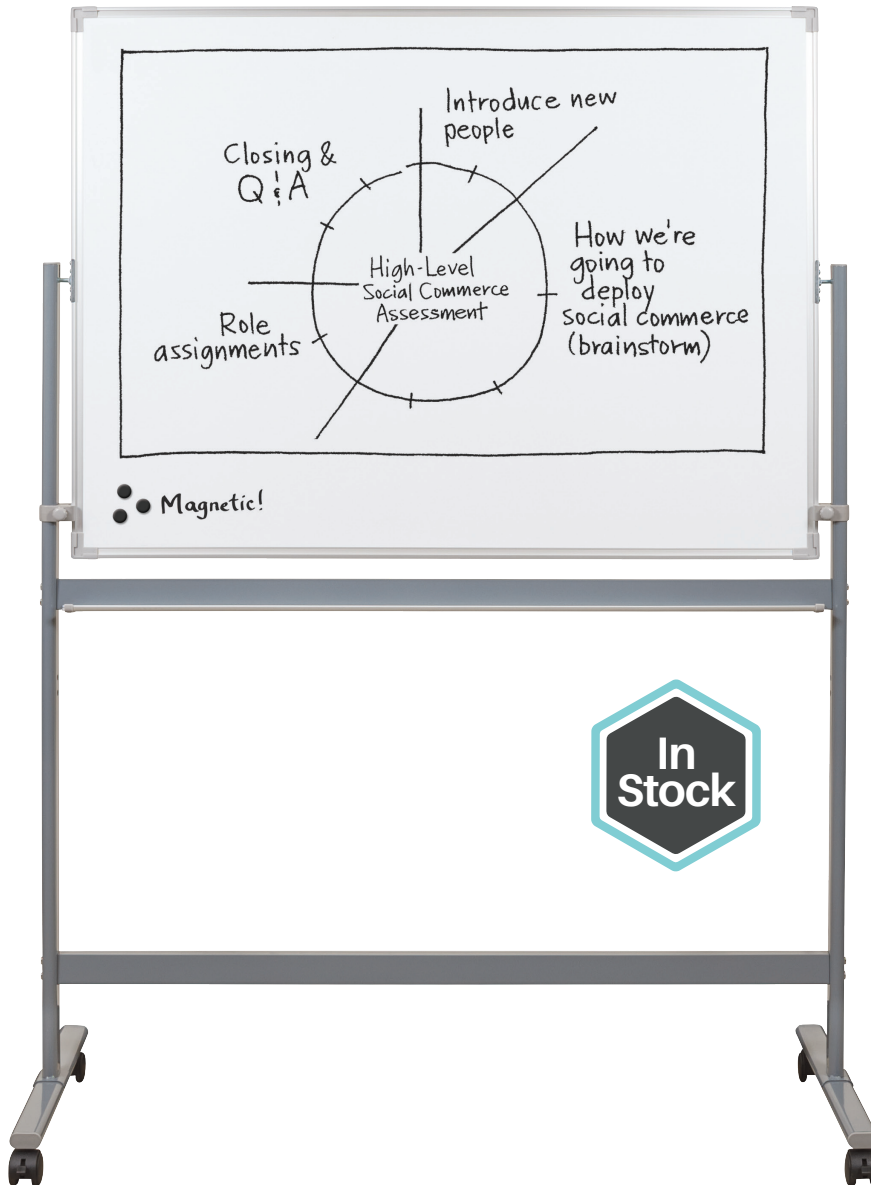 Introduce new
people
Closing &
Q & A
How we're
going to
deploy
social commerce
(brainstorm)
High-Level
Social Commerce
Assessment
Role
assignments
Magnetic!
In
Stock